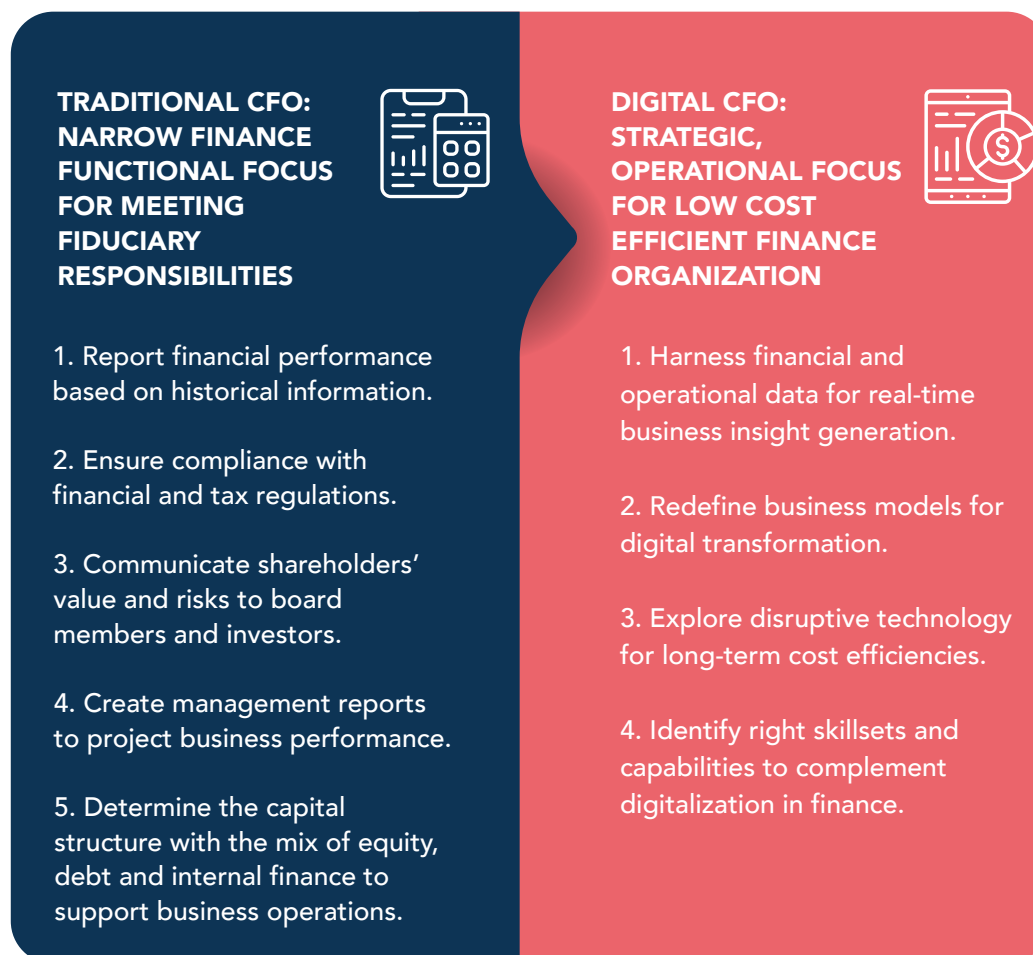 TRADITIONAL CFO:
NARROW FINANCE
FUNCTIONAL FOCUS
FOR MEETING
FIDUCIARY
RESPONSIBILITIES
1. Report financial performance
based on historical information.
2. Ensure compliance with
financial and tax regulations.
3. Communicate shareholders’
value and risks to board
members and investors.
4. Create management reports
to project business performance.
5. Determine the capital
structure with the mix of equity,
debt and internal finance to
support business operations.
DIGITAL CFO:
STRATEGIC,
OPERATIONAL FOCUS
FOR LOW COST
EFFICIENT FINANCE
ORGANIZATION
$
1. Harness financial and
operational data for real-time
business insight generation.
2. Redefine business models for
digital transformation.
3. Explore disruptive technology
for long-term cost efficiencies.
4. Identify right skillsets and
capabilities to complement
digitalization in finance.